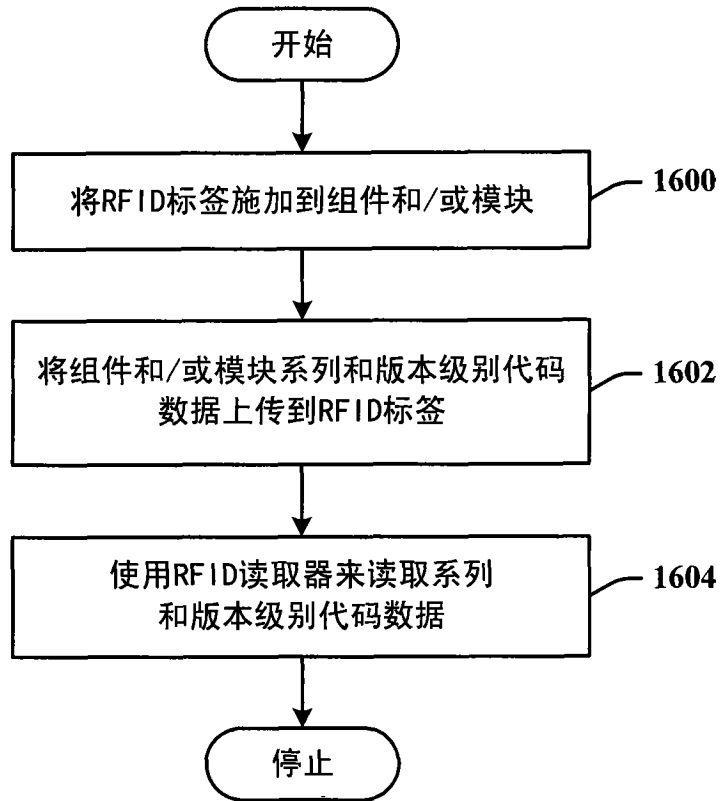 开始
将RFID标签施加到组件和/或模块
1600
将组件和/或模块系列和版本级别代码
数据上传到RFID标签
1602
使用RFID读取器来读取系列
和版本级别代码数据
1604
停止